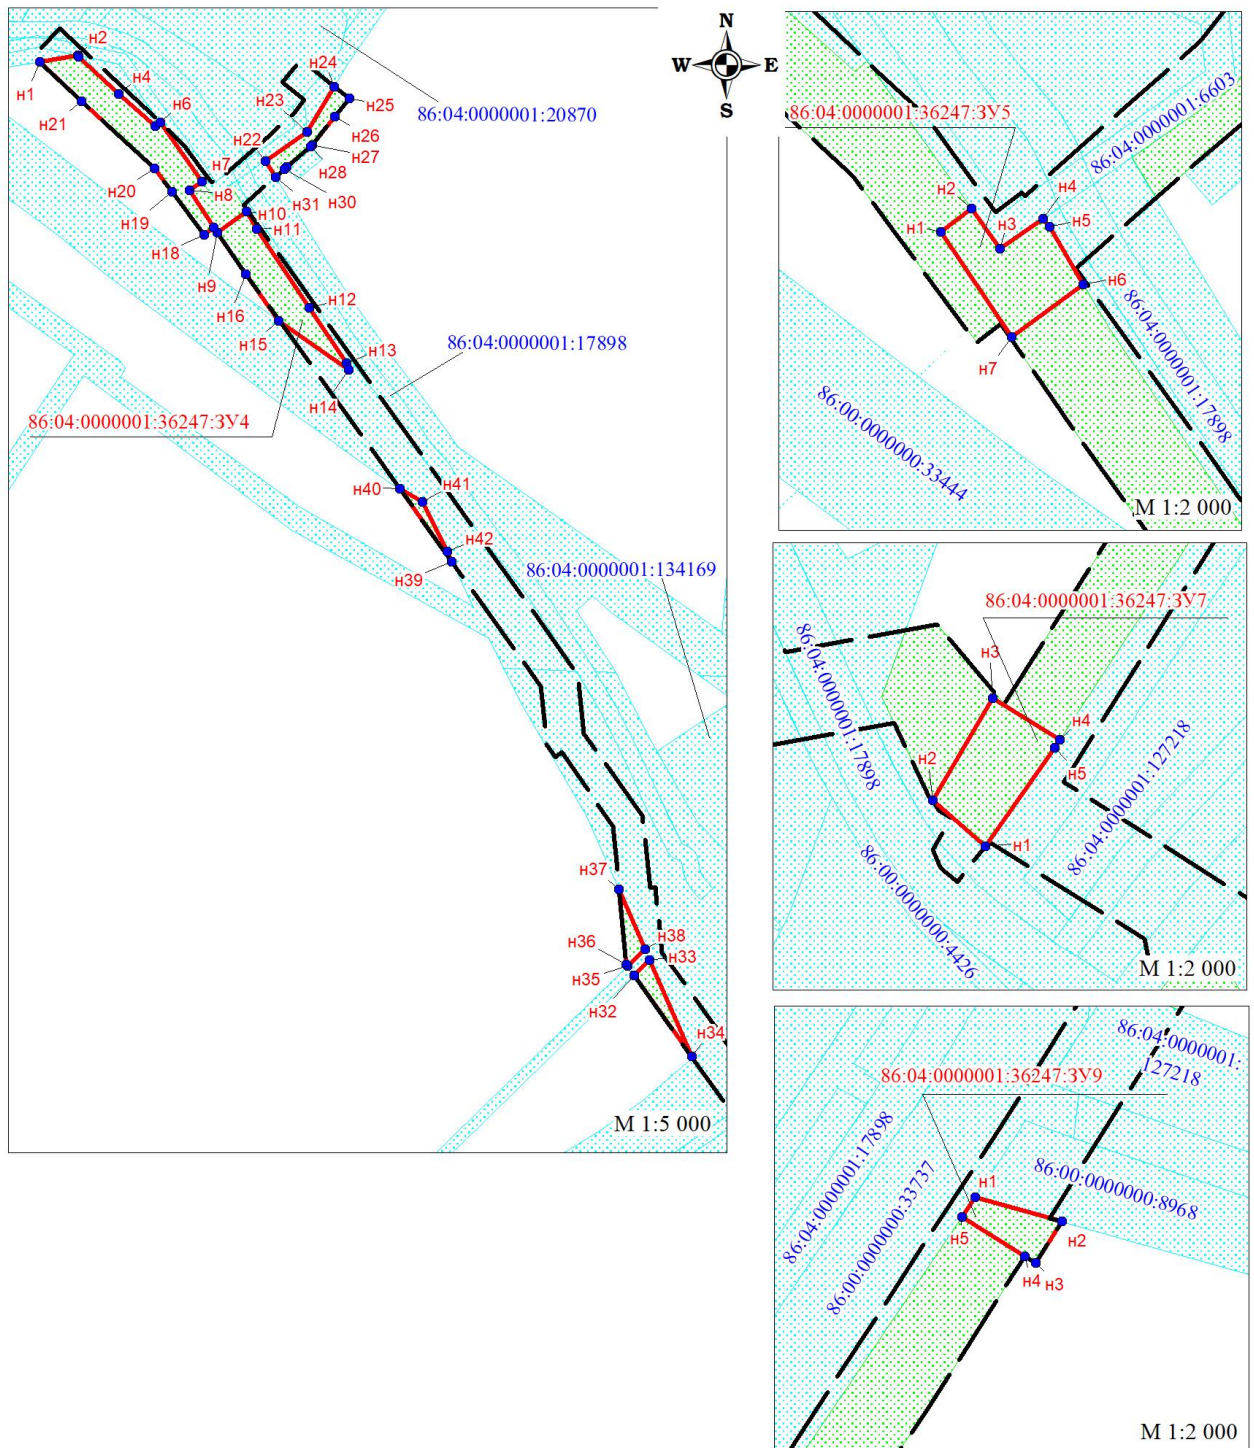 N
W
E
S
н2
н1
н4
н6
н21
н7
н20
н8
н19
н18
н9
н24
н23
н25
н22
н26
н27
н28
н30
н31
н10
н11
н12
н16
н15
н13
н14
86:04:0000001:20870
86:04:0000001:17898
86:04:0000001:36247:ЗУ4
н40
н41
н42
н39
86:04:0000001:134169
н37
н38
н36
н33
н35
н32
н34
М 1:5 000
86:04:0000001:36247:ЗУ5
86:04:0000001:6603
н2
н4
н1
н3
н5
н6
н7
86:04:0000001:17898
86:00:0000000:33444
М 1:2 000
86:04:0000001:36247:ЗУ7
86:04:0000001:17898
н3
н4
н2
н5
н1
86:04:0000001:127218
86:00:0000000:4426
М 1:2 000
86:04:0000001:
127218
86:04:0000001:36247:ЗУ9
86:04:0000001:17898
86:00:0000000:33737
86:00:0000000:8968
н1
н5
н2
н4
н3
М 1:2 000